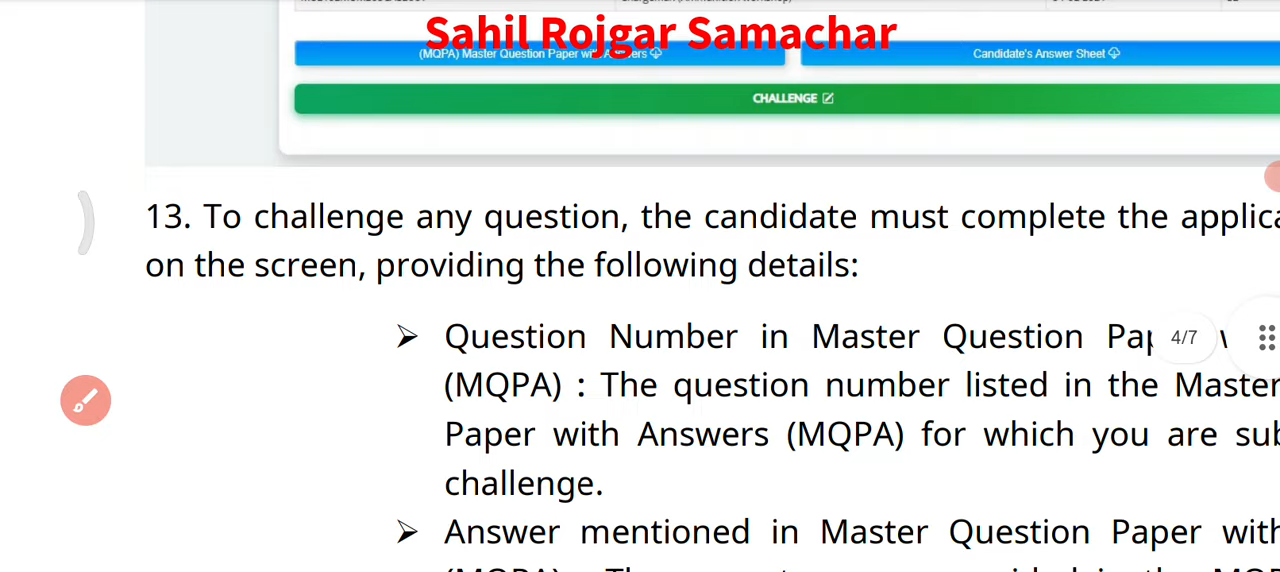 Sahil Rojgar Samachar
(MQPA) Master Question Paper with Answers
Candidate's Answer Sheet
CHALLENGE
13. To challenge any question, the candidate must complete the applica
on the screen, providing the following details:
➢ Question Number in Master Question Pap
4/7
(MQPA) : The question number listed in the Master
Paper with Answers (MQPA) for which you are sub
challenge.
➢ Answer mentioned in Master Question Paper with